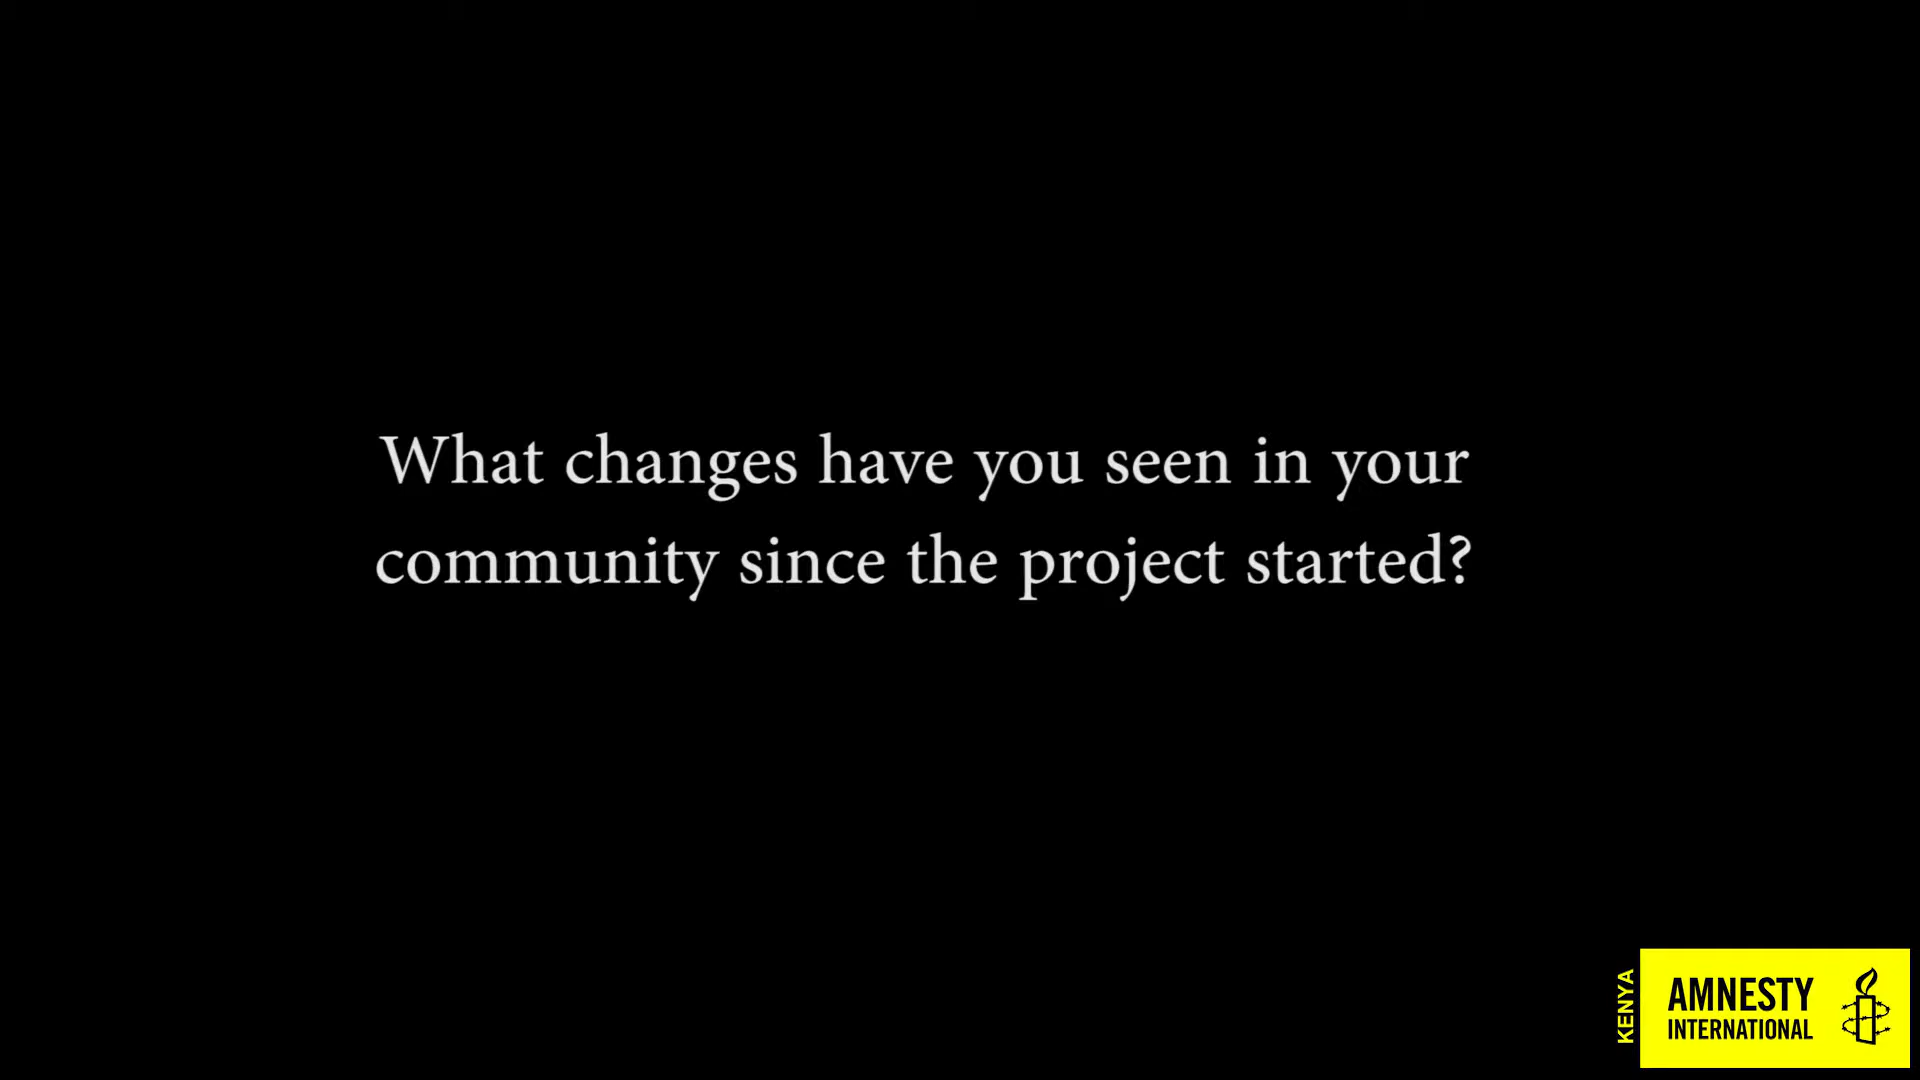 What changes have you seen in your
community since the project started?
KENYA
AMNESTY
INTERNATIONAL